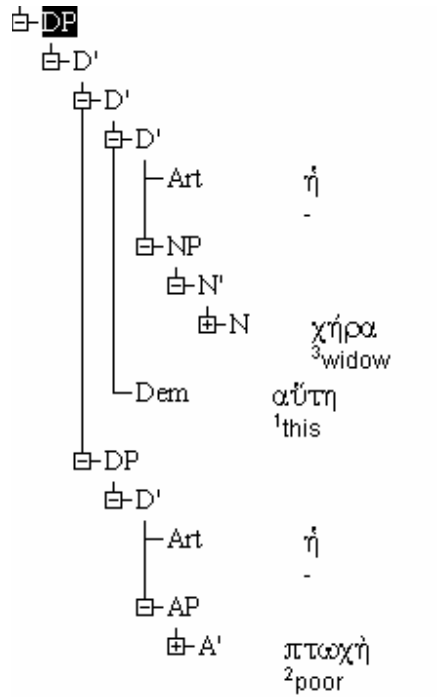 DP
D'
D'
D'
Art ἡ
-
NP
N'
N χήρα
³widow
Dem αὕτη
¹this
DP
D'
Art ἡ
-
AP
A' πτωχὴ
²poor